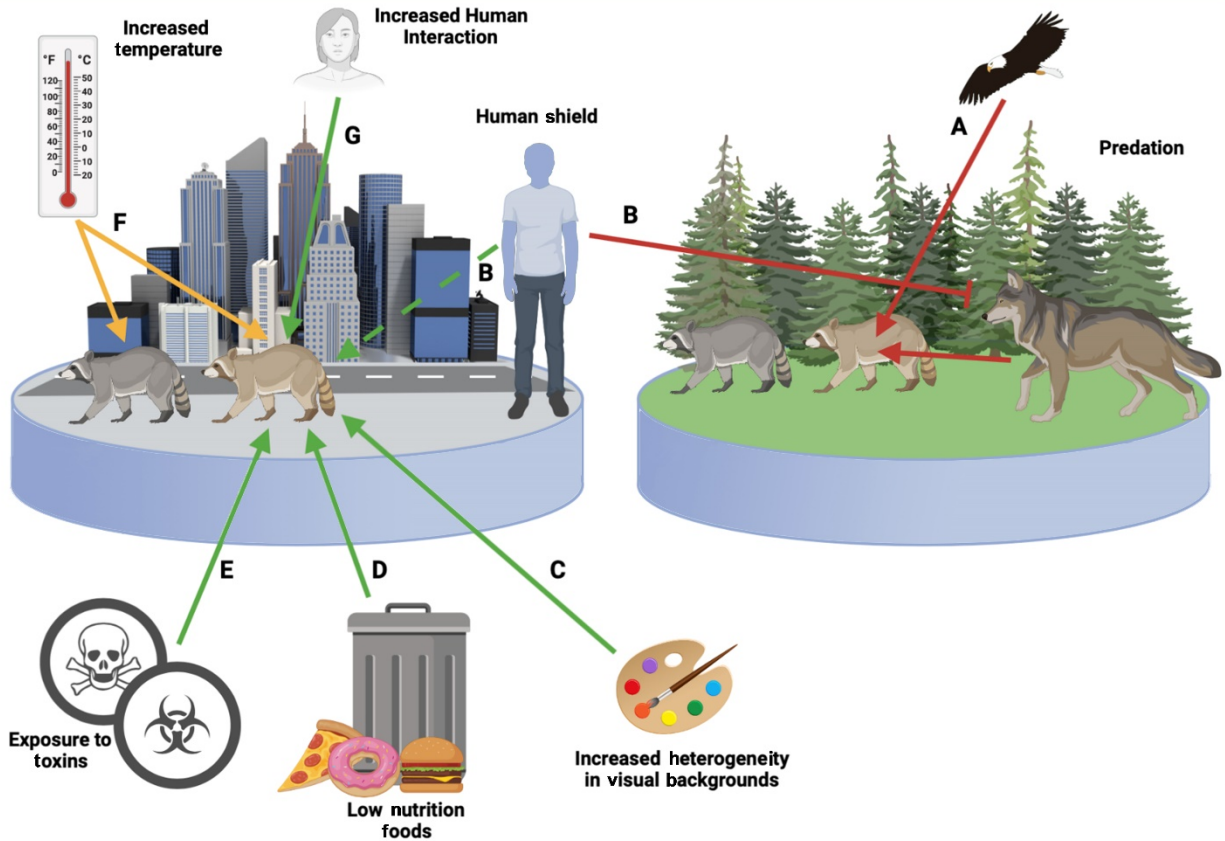 Increased
temperature
°F °C
120
100
80
60
40
20
0
50
40
30
20
10
0
10
20
Increased Human
Interaction
G
Human shield
A
Predation
F
B
B
E
D
C
Exposure to
toxins
Low nutrition
foods
Increased heterogeneity
in visual backgrounds